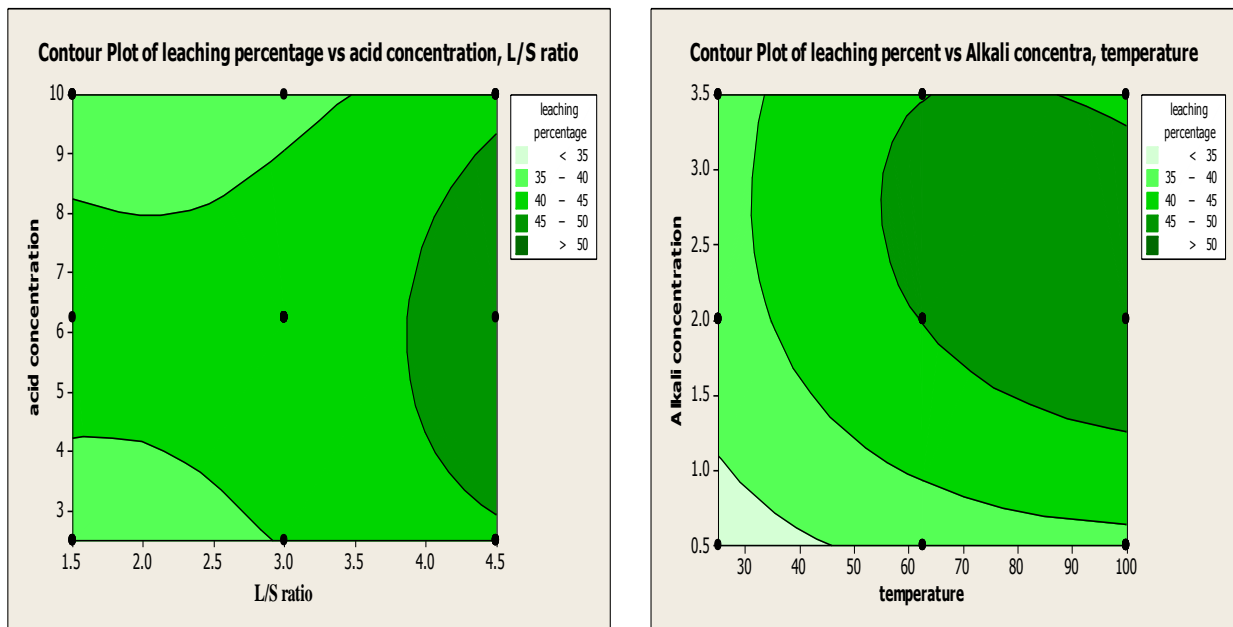 Contour Plot of leaching percentage vs acid concentration, L/S ratio
10
9
8
7
6
5
4
3
acid concentration
1.5 2.0 2.5 3.0 3.5 4.0 4.5
L/S ratio
leaching
percentage
< 35
35 – 40
40 – 45
45 – 50
> 50
Contour Plot of leaching percent vs Alkali concentra, temperature
3.5
3.0
2.5
2.0
1.5
1.0
0.5
Alkali concentration
30 40 50 60 70 80 90 100
temperature
leaching
percentage
< 35
35 – 40
40 – 45
45 – 50
> 50